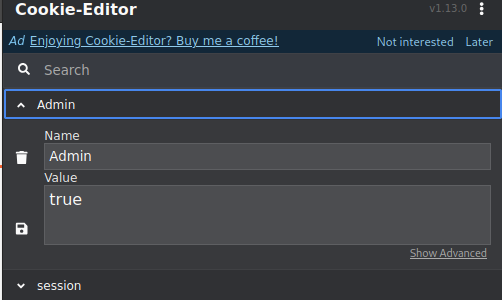 Cookie-Editor
v1.13.0
Ad Enjoying Cookie-Editor? Buy me a coffee! Not interested Later
Search
Admin
Name
Admin
Value
true
Show Advanced
session